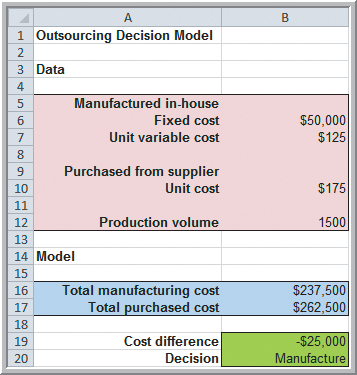 A B
1 Outsourcing Decision Model
2
3 Data
4
5 Manufactured in-house
6 Fixed cost $50,000
7 Unit variable cost $125
8
9 Purchased from supplier
10 Unit cost $175
11
12 Production volume 1500
13
14 Model
15
16 Total manufacturing cost $237,500
17 Total purchased cost $262,500
18
19 Cost difference -$25,000
20 Decision Manufacture